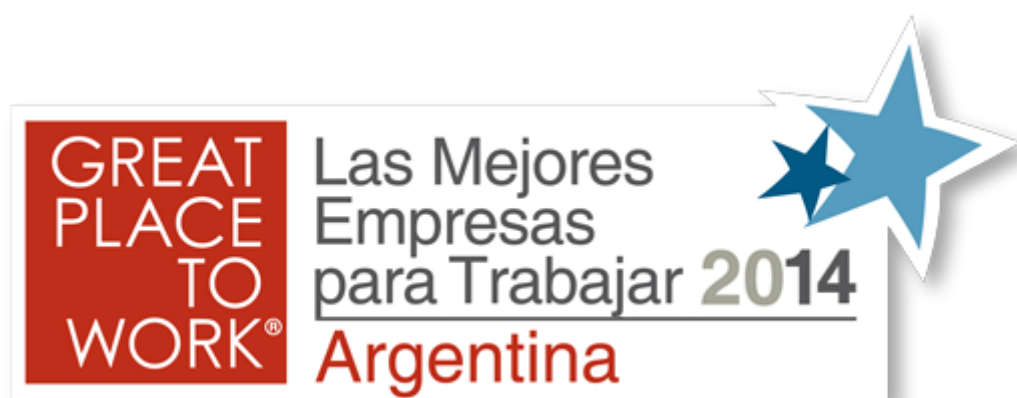 GREAT
PLACE
TO
WORK®
Las Mejores
Empresas
para Trabajar 2014
Argentina